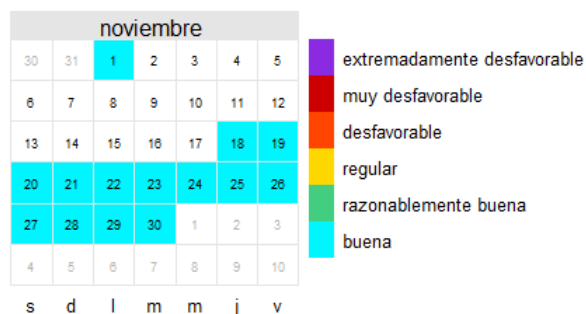 noviembre
30 31 1 2 3 4 5
6 7 8 9 10 11 12
13 14 15 16 17 18 19
20 21 22 23 24 25 26
27 28 29 30 1 2 3
4 5 6 7 8 9 10
s d l m m j v
extremadamente desfavorable
muy desfavorable
desfavorable
regular
razonablemente buena
buena